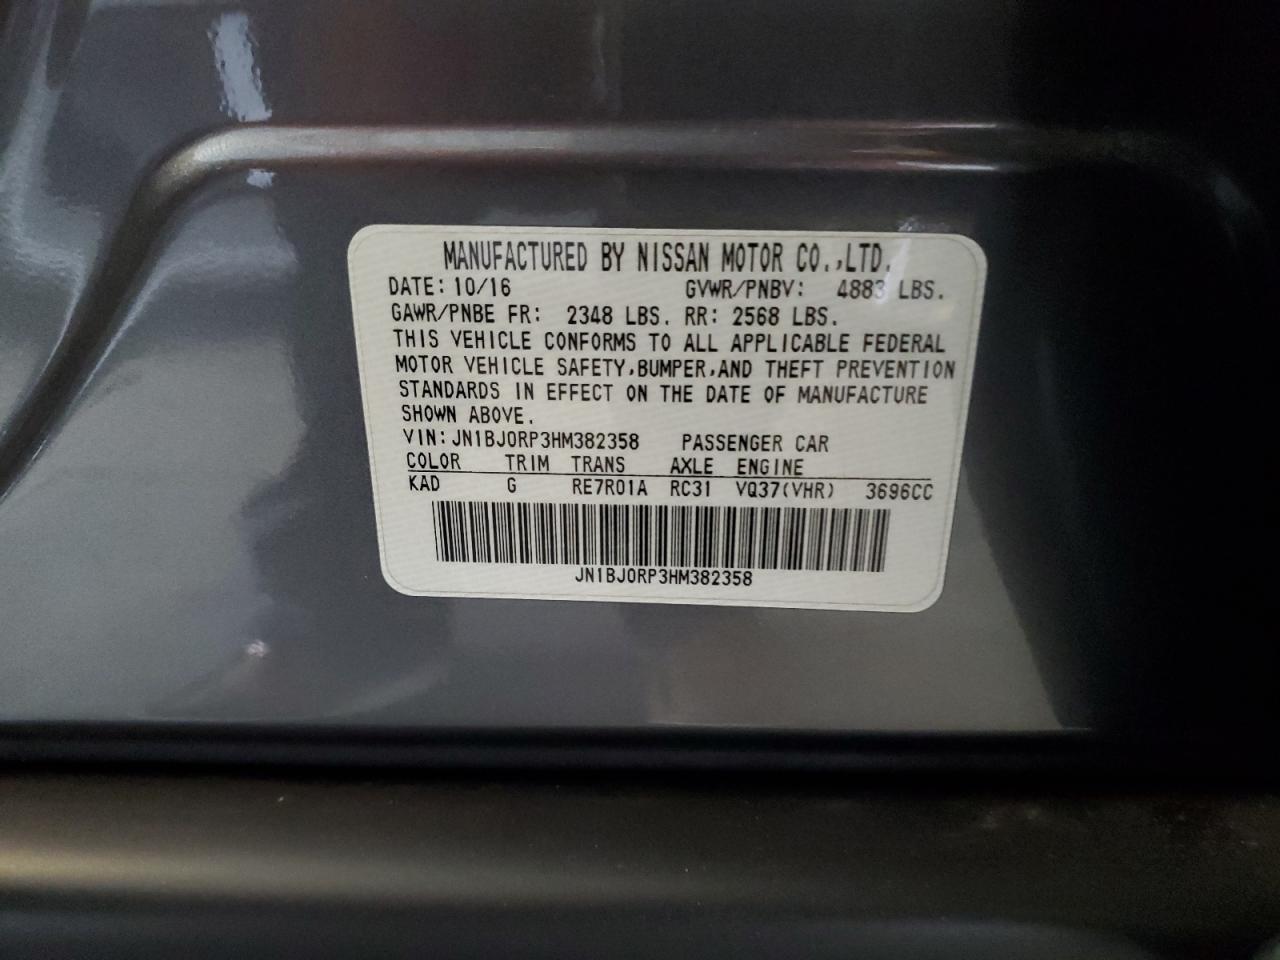 MANUFACTURED BY NISSAN MOTOR CO.,LTD.
DATE: 10/16 GVWR/PNBV: 4883 LBS.
GAWR/PNBE FR: 2348 LBS. RR: 2568 LBS.
THIS VEHICLE CONFORMS TO ALL APPLICABLE FEDERAL
MOTOR VEHICLE SAFETY,BUMPER,AND THEFT PREVENTION
STANDARDS IN EFFECT ON THE DATE OF MANUFACTURE
SHOWN ABOVE.
VIN:JN1BJ0RP3HM382358 PASSENGER CAR
COLOR TRIM TRANS AXLE ENGINE
KAD G RE7R01A RC31 VQ37(VHR) 3696CC
JN1BJ0RP3HM382358